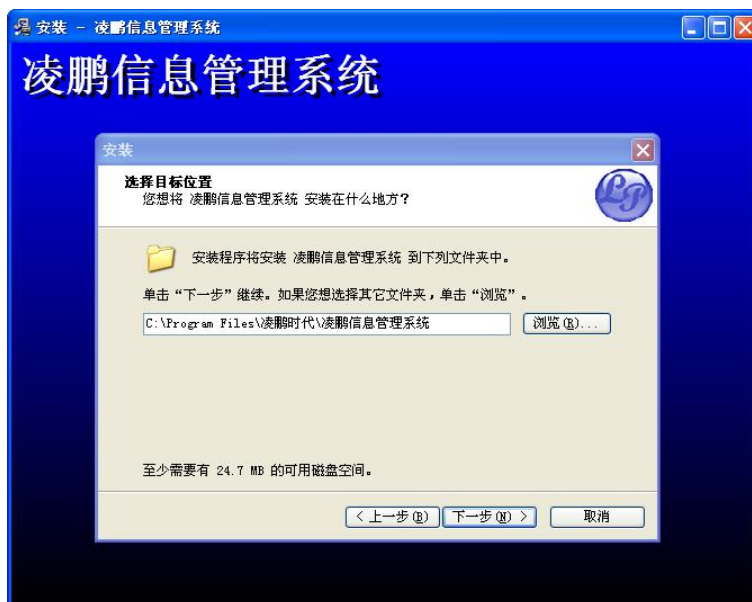 安装 - 凌鹏信息管理系统
凌鹏信息管理系统
安装
选择目标位置
您想将 凌鹏信息管理系统 安装在什么地方?
LP
安装程序将安装 凌鹏信息管理系统 到下列文件夹中。
单击“下一步”继续。如果您想选择其它文件夹，单击“浏览”。
C:\Program Files\凌鹏时代\凌鹏信息管理系统
浏览(R)...
至少需要有 24.7 MB 的可用磁盘空间。
< 上一步(B) 下一步(N) > 取消